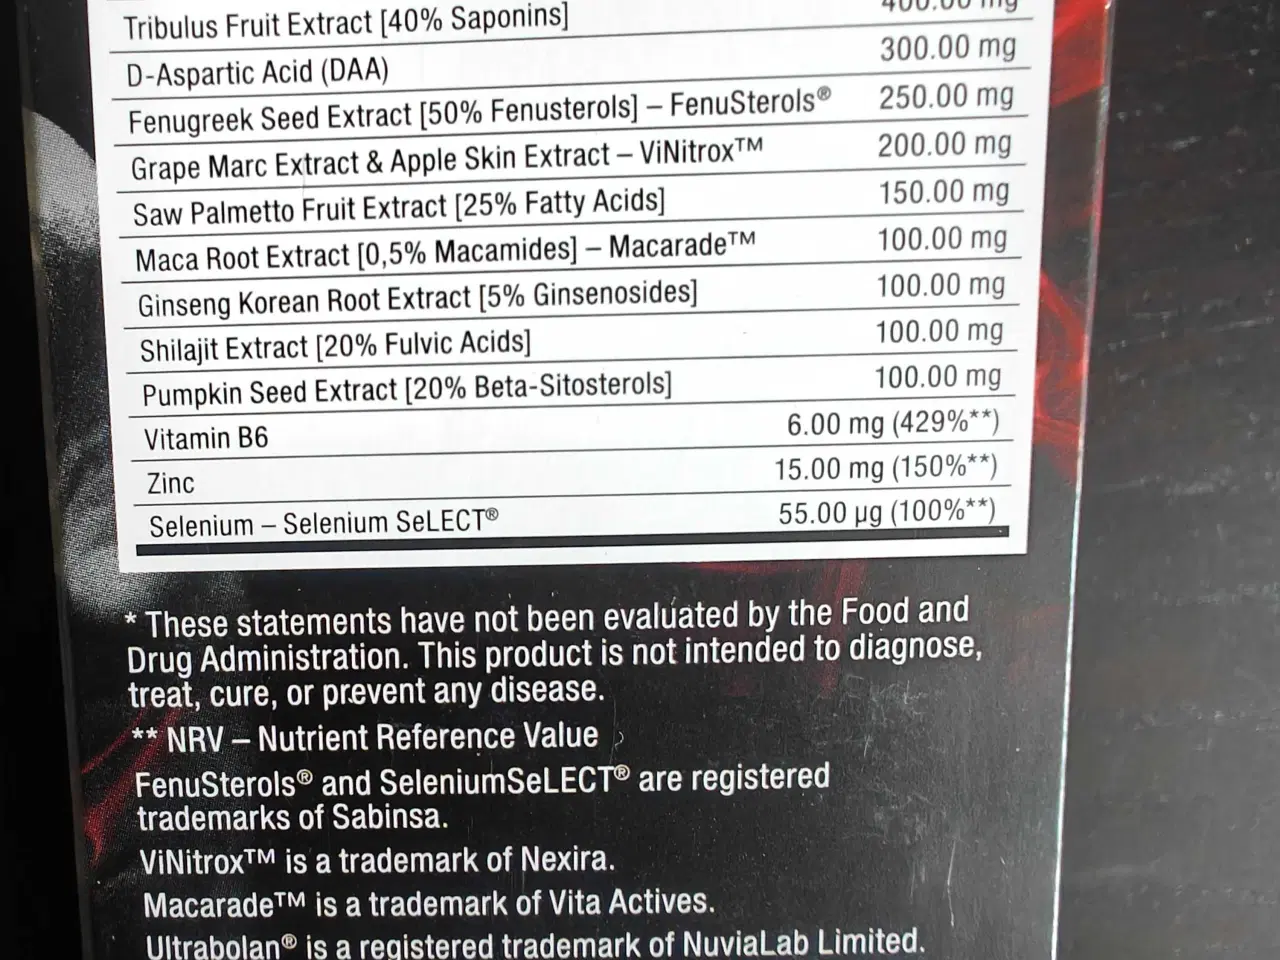 Tribulus Fruit Extract [40% Saponins] 400.00 mg
D-Aspartic Acid (DAA) 300.00 mg
Fenugreek Seed Extract [50% Fenusterols] – FenuSterols® 250.00 mg
Grape Marc Extract & Apple Skin Extract – ViNitrox™ 200.00 mg
Saw Palmetto Fruit Extract [25% Fatty Acids] 150.00 mg
Maca Root Extract [0,5% Macamides] – Macarade™ 100.00 mg
Ginseng Korean Root Extract [5% Ginsenosides] 100.00 mg
Shilajit Extract [20% Fulvic Acids] 100.00 mg
Pumpkin Seed Extract [20% Beta-Sitosterols] 100.00 mg
Vitamin B6 6.00 mg (429%**)
Zinc 15.00 mg (150%**)
Selenium – Selenium SeLECT® 55.00 µg (100%**)
* These statements have not been evaluated by the Food and
Drug Administration. This product is not intended to diagnose,
treat, cure, or prevent any disease.
** NRV – Nutrient Reference Value
FenuSterols® and SeleniumSeLECT® are registered
trademarks of Sabinsa.
ViNitrox™ is a trademark of Nexira.
Macarade™ is a trademark of Vita Actives.
Ultrabolan® is a registered trademark of NuviaLab Limited.